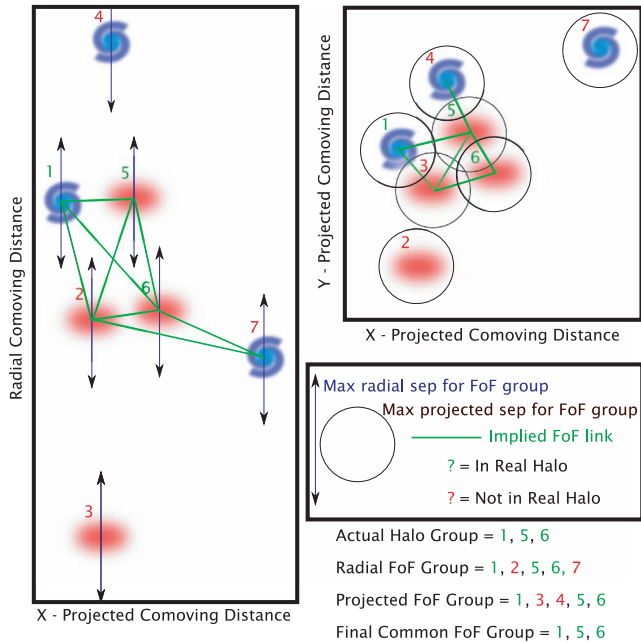 4
1
5
2
6
7
3
Radial Comoving Distance
X - Projected Comoving Distance
7
4
5
1
6
3
2
Y - Projected Comoving Distance
X - Projected Comoving Distance
Max radial sep for FoF group
Max projected sep for FoF group
Implied FoF link
? = In Real Halo
? = Not in Real Halo
Actual Halo Group = 1, 5, 6
Radial FoF Group = 1, 2, 5, 6, 7
Projected FoF Group = 1, 3, 4, 5, 6
Final Common FoF Group = 1, 5, 6